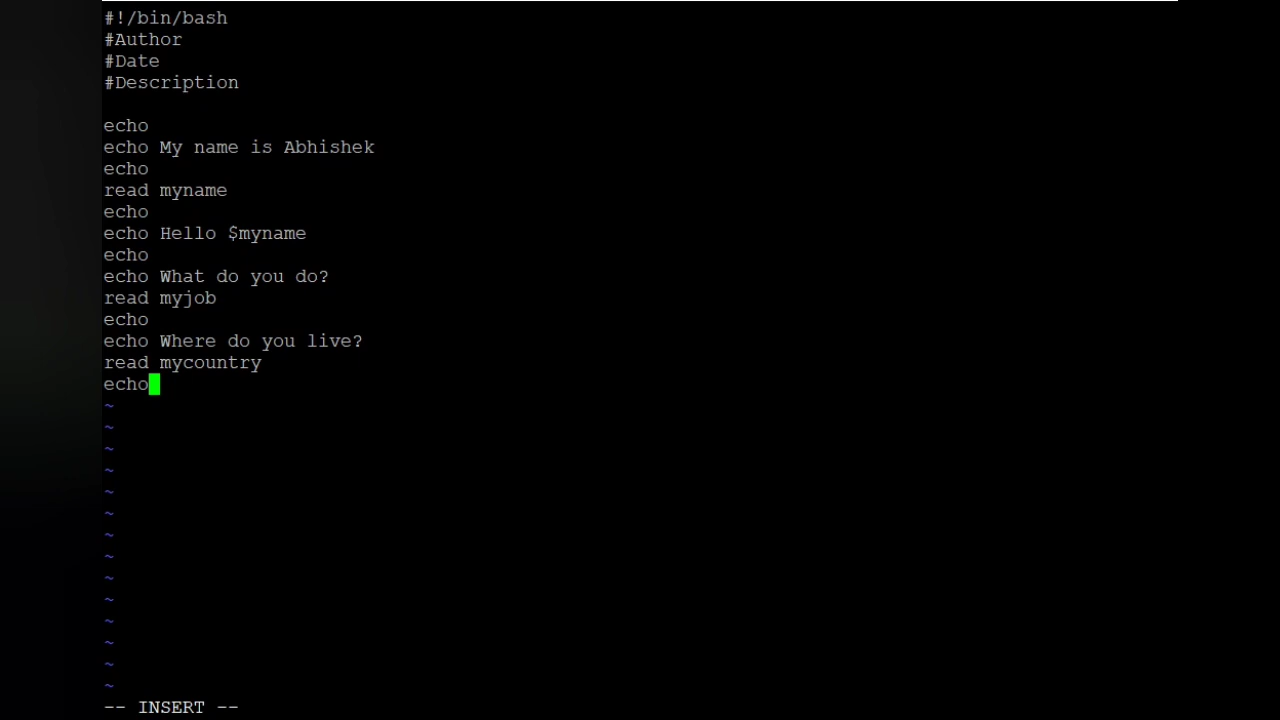 #!/bin/bash
#Author
#Date
#Description

echo
echo My name is Abhishek
echo
read myname
echo
echo Hello $myname
echo
echo What do you do?
read myjob
echo
echo Where do you live?
read mycountry
echo
~
~
~
~
~
~
~
~
~
~
~
~
~
~
-- INSERT --